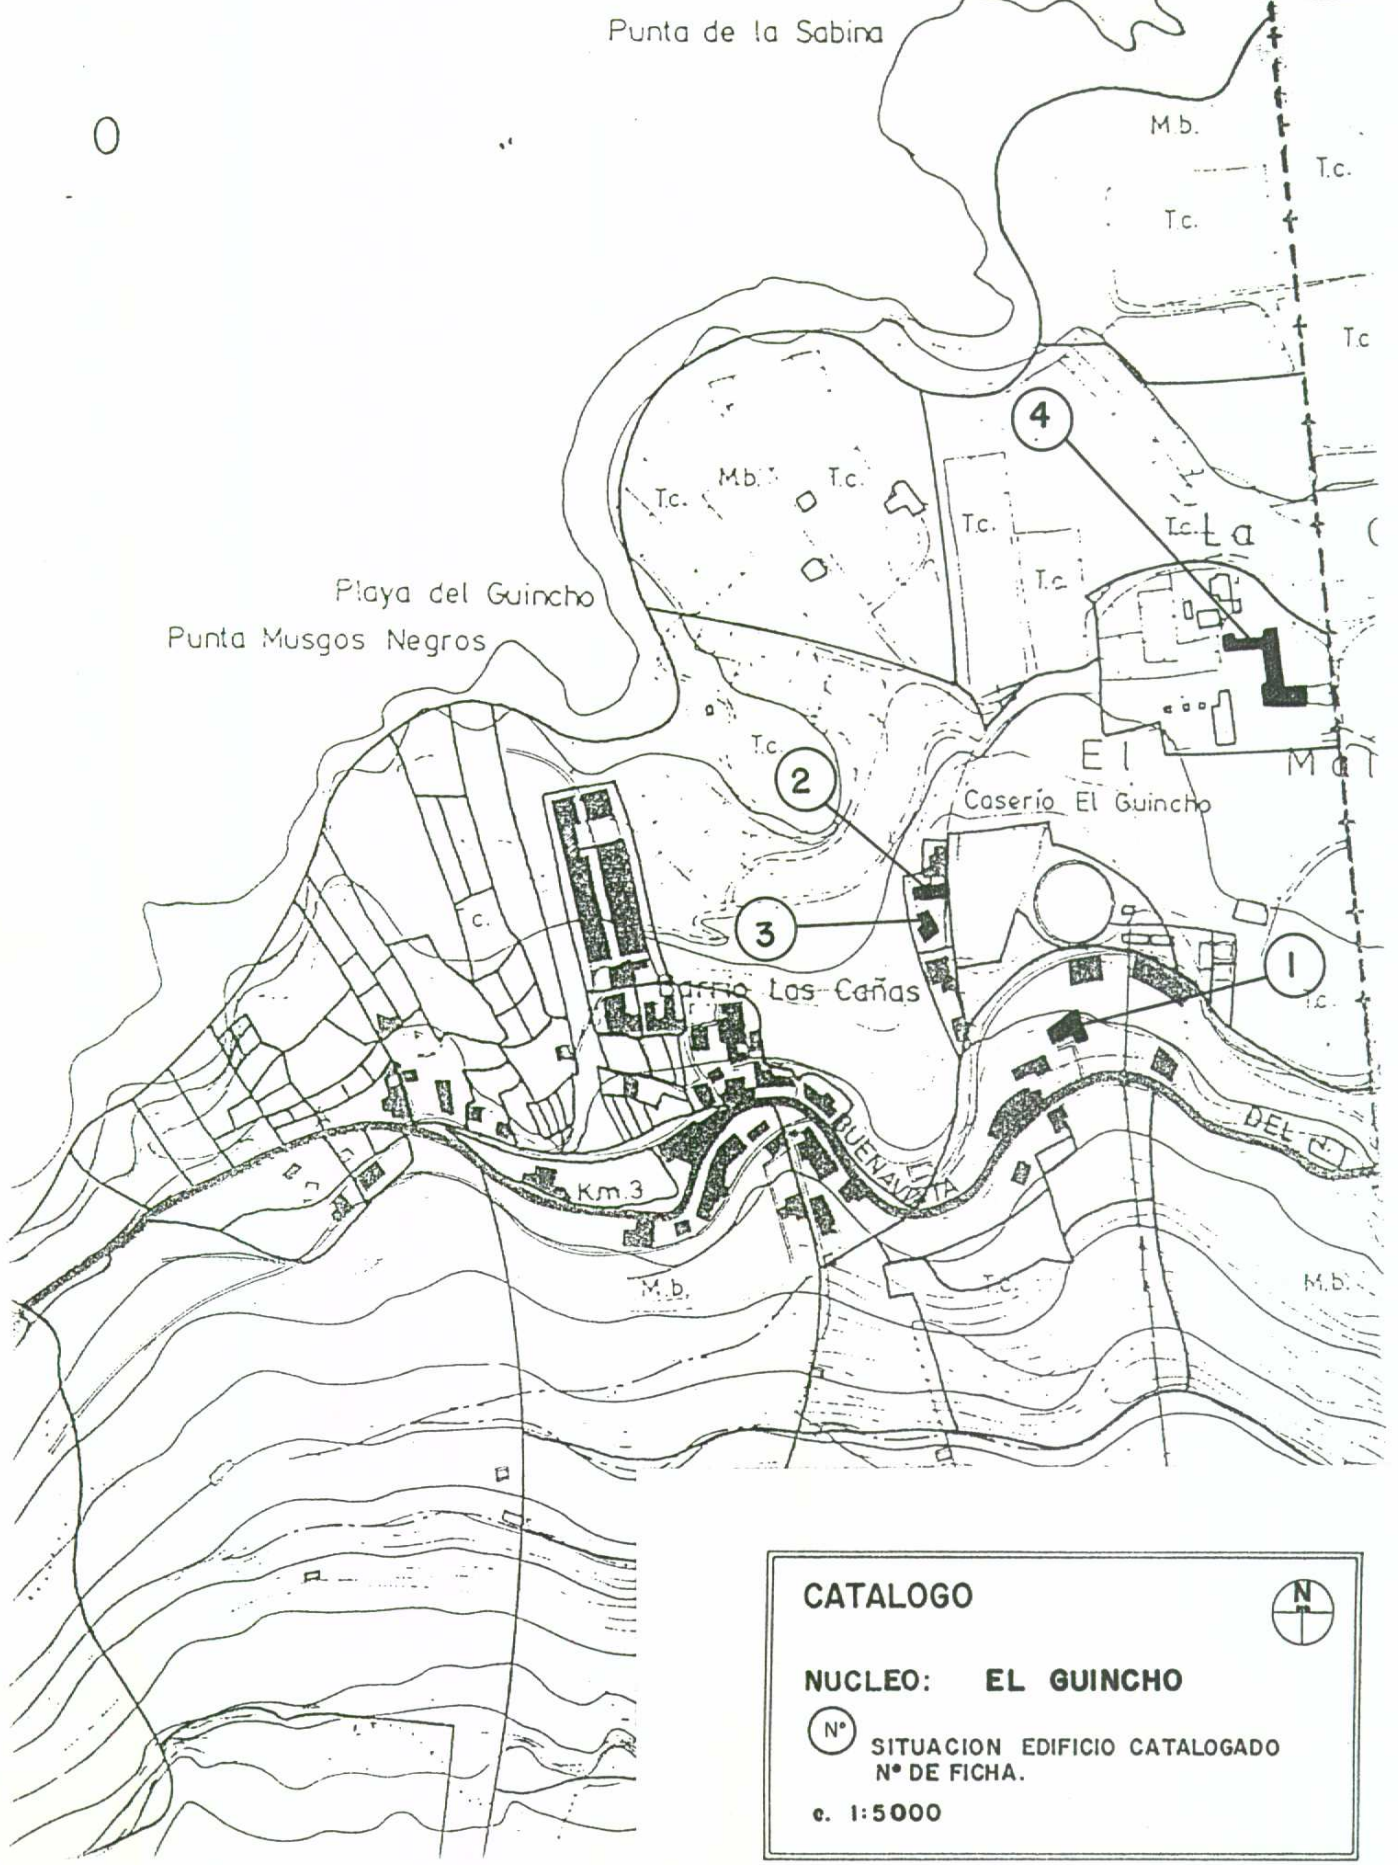 Punta de la Sabina
O
M.b.
T.c.
T.c.
T.c
4
M.b.
T.c.
T.c.
T.c.
T.c.
La
T.c
Playa del Guincho
Punta Musgos Negros
T.c.
El
2
Caserío El Guincho
c.
3
1
Barrio Las Cañas
T.c.
BUENAVISTA
DEL
Km.3
M.b.
T.c.
M.b.
CATALOGO
N
NUCLEO: EL GUINCHO
Nº
SITUACION EDIFICIO CATALOGADO
Nº DE FICHA.
e. 1:5000